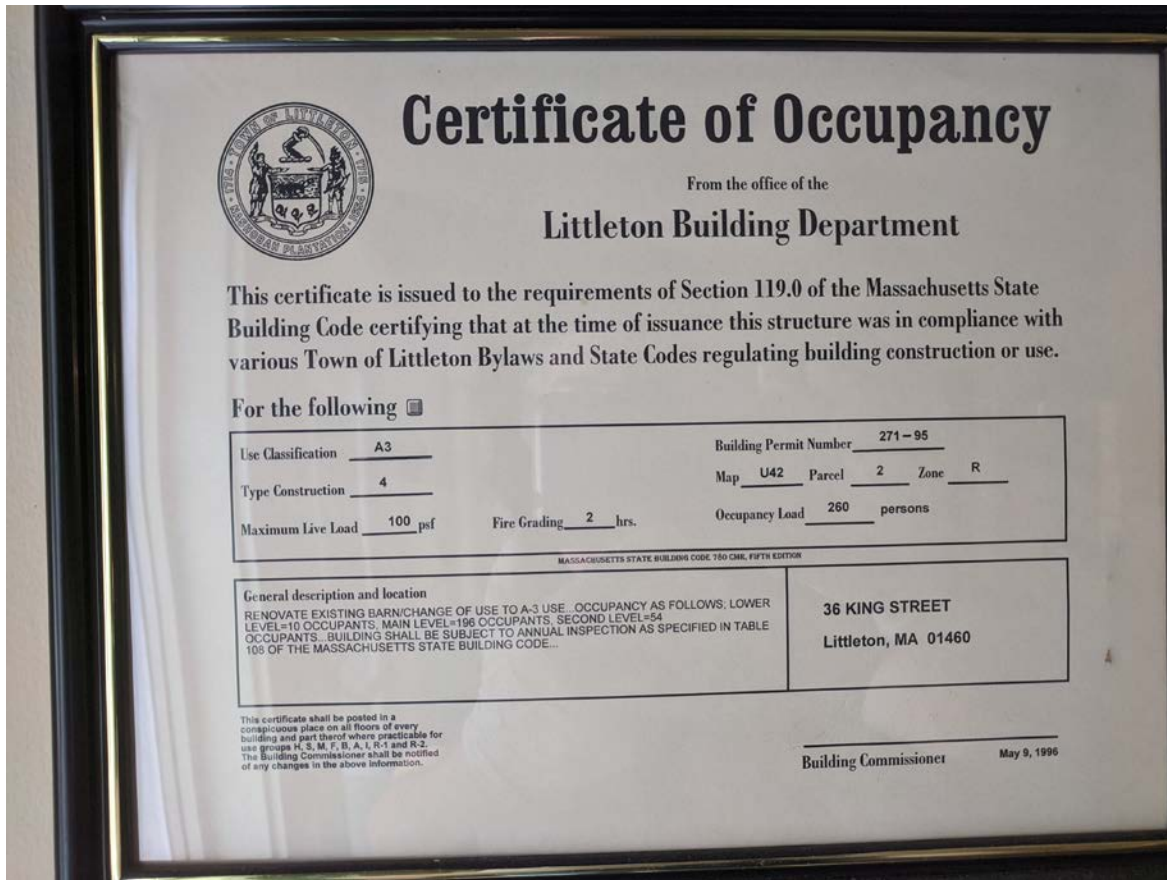 TOWN OF LITTLETON
1714
1715
NASHOBAH PLANTATION
Certificate of Occupancy
From the office of the
Littleton Building Department
This certificate is issued to the requirements of Section 119.0 of the Massachusetts State
Building Code certifying that at the time of issuance this structure was in compliance with
various Town of Littleton Bylaws and State Codes regulating building construction or use.
For the following
Use Classification A3
Building Permit Number 271-95
Type Construction 4
Map U42 Parcel 2 Zone R
Maximum Live Load 100 psf Fire Grading 2 hrs.
Occupancy Load 260 persons
MASSACHUSETTS STATE BUILDING CODE 780 CMR, FIFTH EDITION
General description and location
RENOVATE EXISTING BARN/CHANGE OF USE TO A-3 USE...OCCUPANCY AS FOLLOWS; LOWER
LEVEL=10 OCCUPANTS, MAIN LEVEL=196 OCCUPANTS, SECOND LEVEL=54
OCCUPANTS...BUILDING SHALL BE SUBJECT TO ANNUAL INSPECTION AS SPECIFIED IN TABLE
108 OF THE MASSACHUSETTS STATE BUILDING CODE...
36 KING STREET
Littleton, MA 01460
This certificate shall be posted in a
conspicuous place on all floors of every
building and part therof where practicable for
use groups H, S, M, F, B, A, I, R-1 and R-2.
The Building Commissioner shall be notified
of any changes in the above information.
Building Commissioner
May 9, 1996